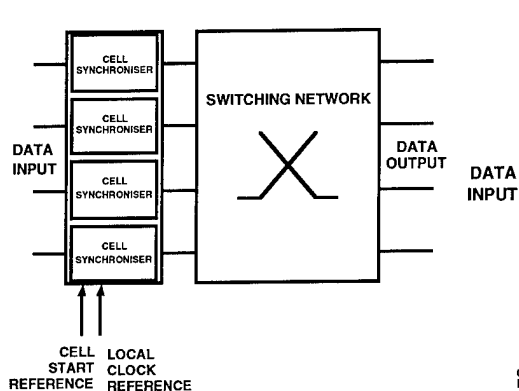 CELL
SYNCHRONISER
CELL
SYNCHRONISER
CELL
SYNCHRONISER
CELL
SYNCHRONISER
DATA
INPUT
SWITCHING NETWORK
DATA
OUTPUT
DATA
INPUT
CELL
START
REFERENCE
LOCAL
CLOCK
REFERENCE